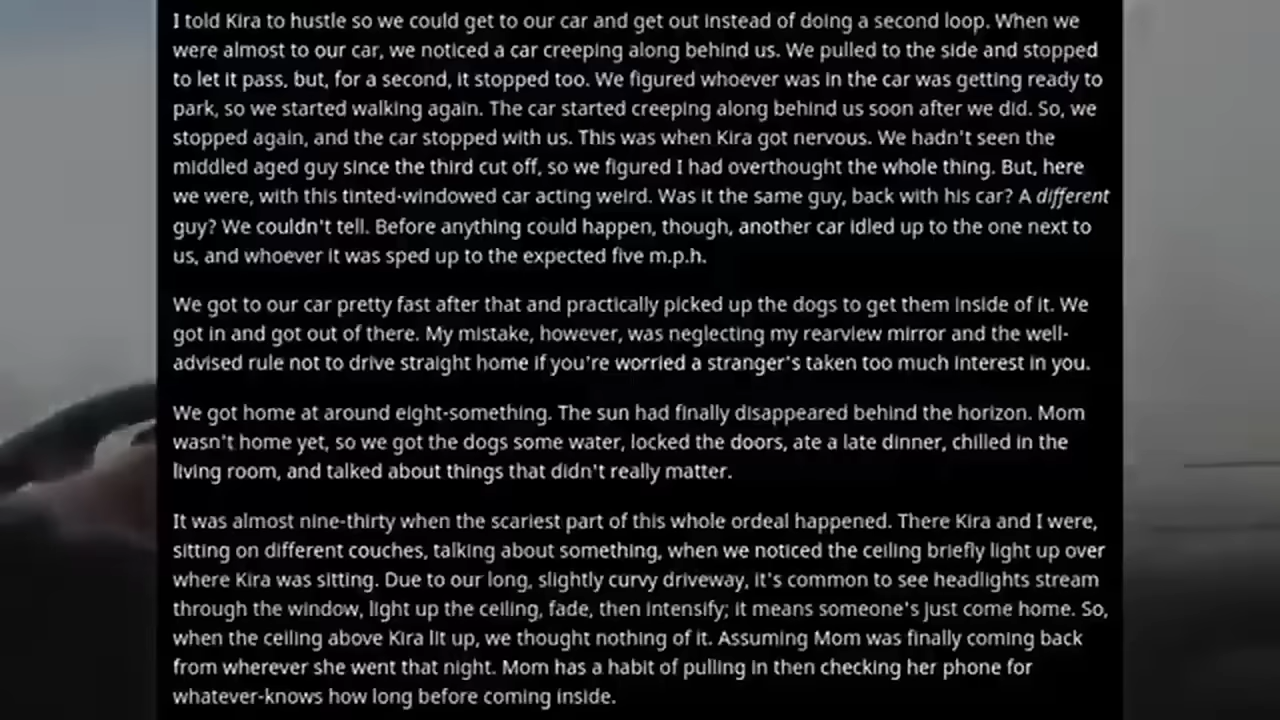 I told Kira to hustle so we could get to our car and get out instead of doing a second loop. When we
were almost to our car, we noticed a car creeping along behind us. We pulled to the side and stopped
to let it pass, but, for a second, it stopped too. We figured whoever was in the car was getting ready to
park, so we started walking again. The car started creeping along behind us soon after we did. So, we
stopped again, and the car stopped with us. This was when Kira got nervous. We hadn't seen the
middled aged guy since the third cut off, so we figured I had overthought the whole thing. But, here
we were, with this tinted-windowed car acting weird. Was it the same guy, back with his car? A different
guy? We couldn't tell. Before anything could happen, though, another car idled up to the one next to
us, and whoever it was sped up to the expected five m.p.h.
We got to our car pretty fast after that and practically picked up the dogs to get them inside of it. We
got in and got out of there. My mistake, however, was neglecting my rearview mirror and the well-
advised rule not to drive straight home if you're worried a stranger's taken too much interest in you.
We got home at around eight-something. The sun had finally disappeared behind the horizon. Mom
wasn't home yet, so we got the dogs some water, locked the doors, ate a late dinner, chilled in the
living room, and talked about things that didn't really matter.
It was almost nine-thirty when the scariest part of this whole ordeal happened. There Kira and I were,
sitting on different couches, talking about something, when we noticed the ceiling briefly light up over
where Kira was sitting. Due to our long, slightly curvy driveway, it's common to see headlights stream
through the window, light up the ceiling, fade, then intensify; it means someone's just come home. So,
when the ceiling above Kira lit up, we thought nothing of it. Assuming Mom was finally coming back
from wherever she went that night. Mom has a habit of pulling in then checking her phone for
whatever-knows how long before coming inside.